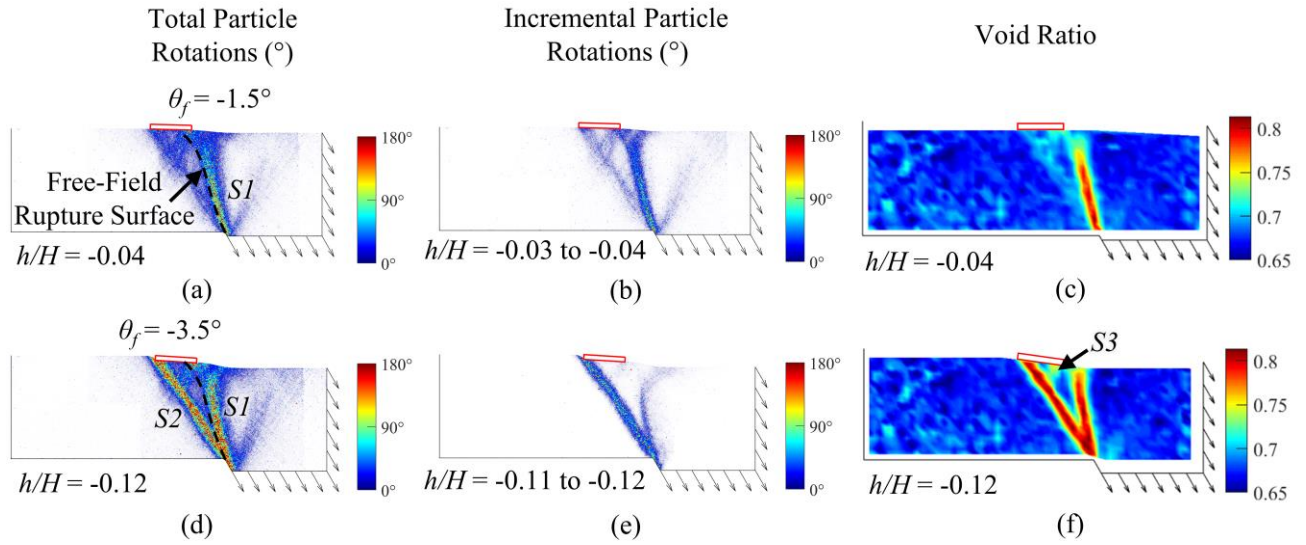 Total Particle
Rotations (°)
Incremental Particle
Rotations (°)
Void Ratio
θf = -1.5°
180°
90°
0°
Free-Field
Rupture Surface
S1
h/H = -0.04
(a)
180°
90°
0°
h/H = -0.03 to -0.04
(b)
0.8
0.75
0.7
0.65
h/H = -0.04
(c)
θf = -3.5°
180°
90°
0°
S2
S1
h/H = -0.12
(d)
180°
90°
0°
h/H = -0.11 to -0.12
(e)
S3
0.8
0.75
0.7
0.65
h/H = -0.12
(f)